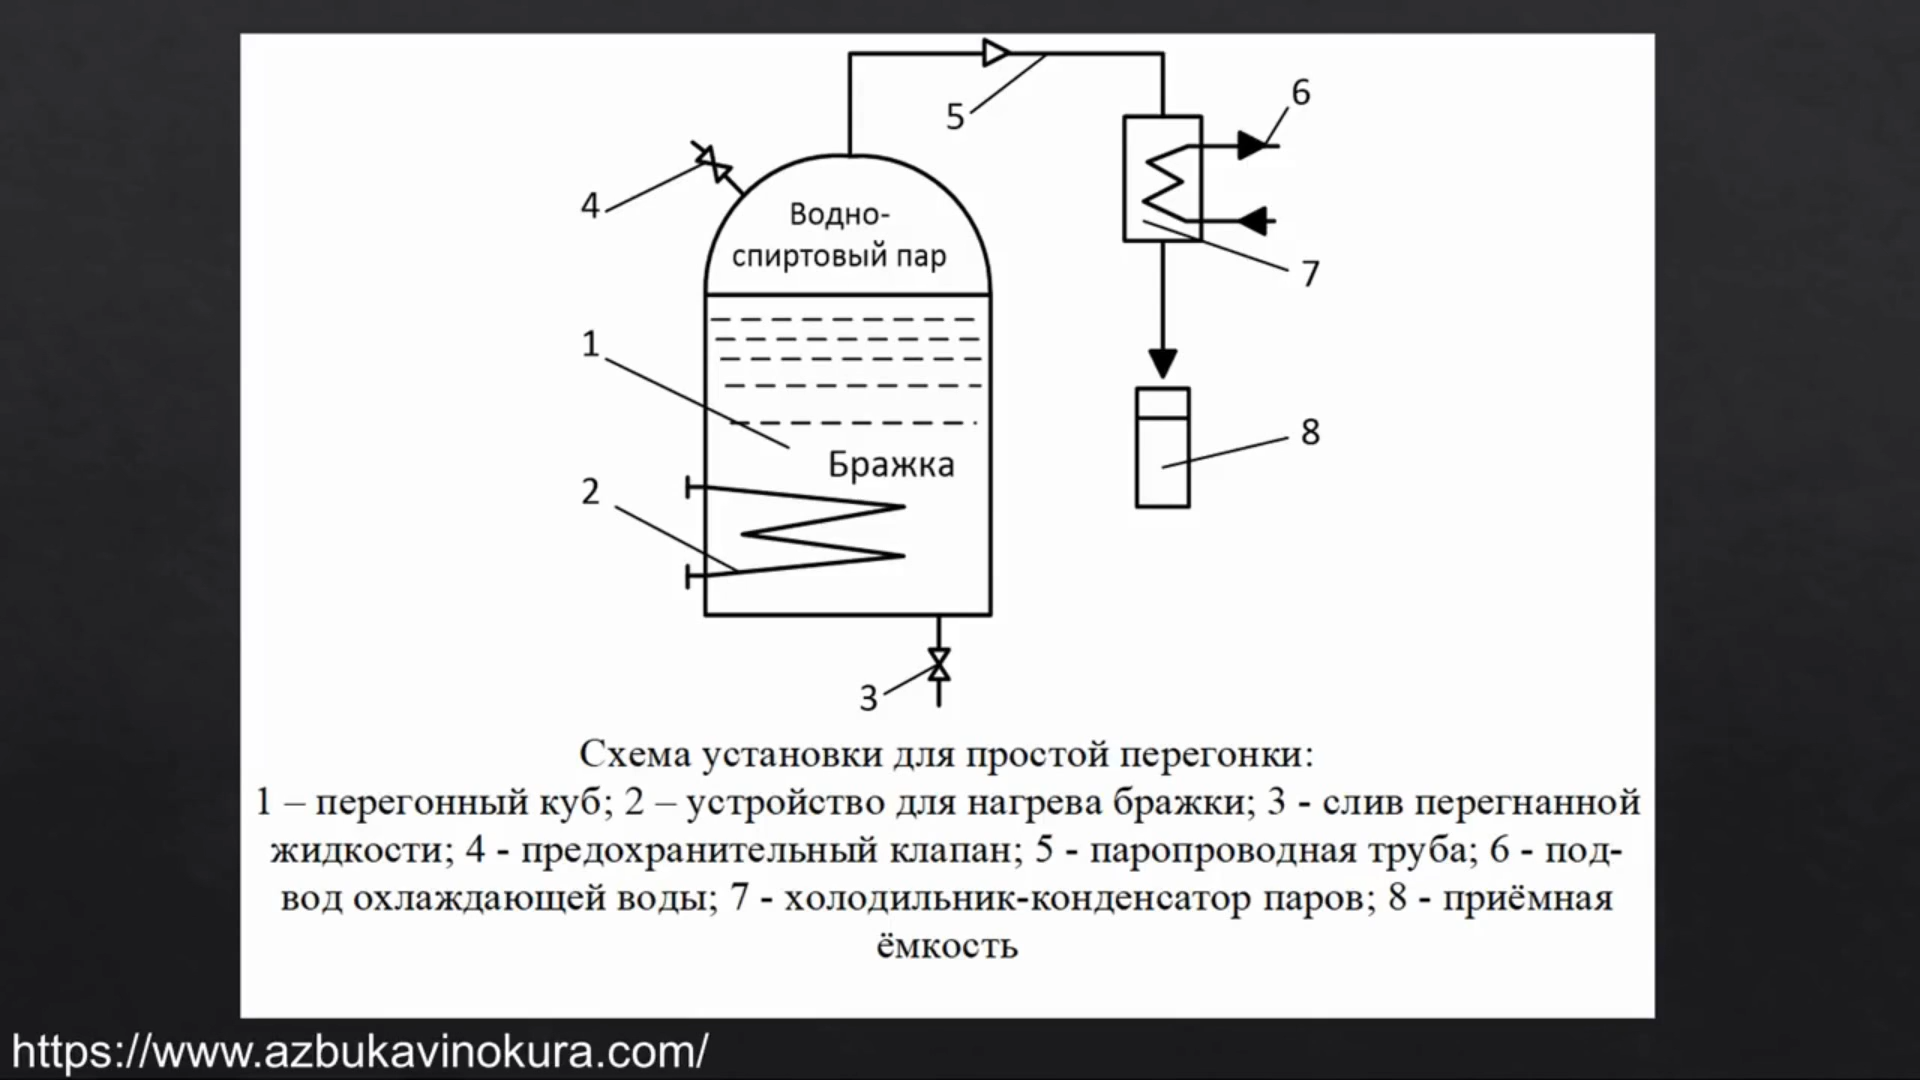 5
6
4
Водно-
спиртовый пар
7
1
8
Бражка
2
3
Схема установки для простой перегонки:
1 – перегонный куб; 2 – устройство для нагрева бражки; 3 - слив перегнанной
жидкости; 4 - предохранительный клапан; 5 - паропроводная труба; 6 - под-
вод охлаждающей воды; 7 - холодильник-конденсатор паров; 8 - приёмная
ёмкость
https://www.azbukavinokura.com/